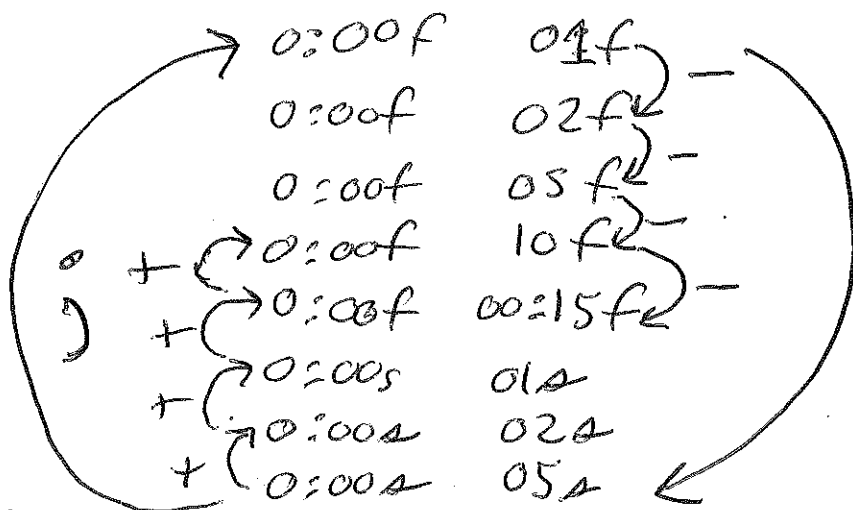 0:00f 01f -
0:00f 02f -
0:00f 05f -
+ 0:00f 10f -
; + 0:00f 00:15f
+ 0:00s 01s
+ 0:00s 02s
0:00s 05s